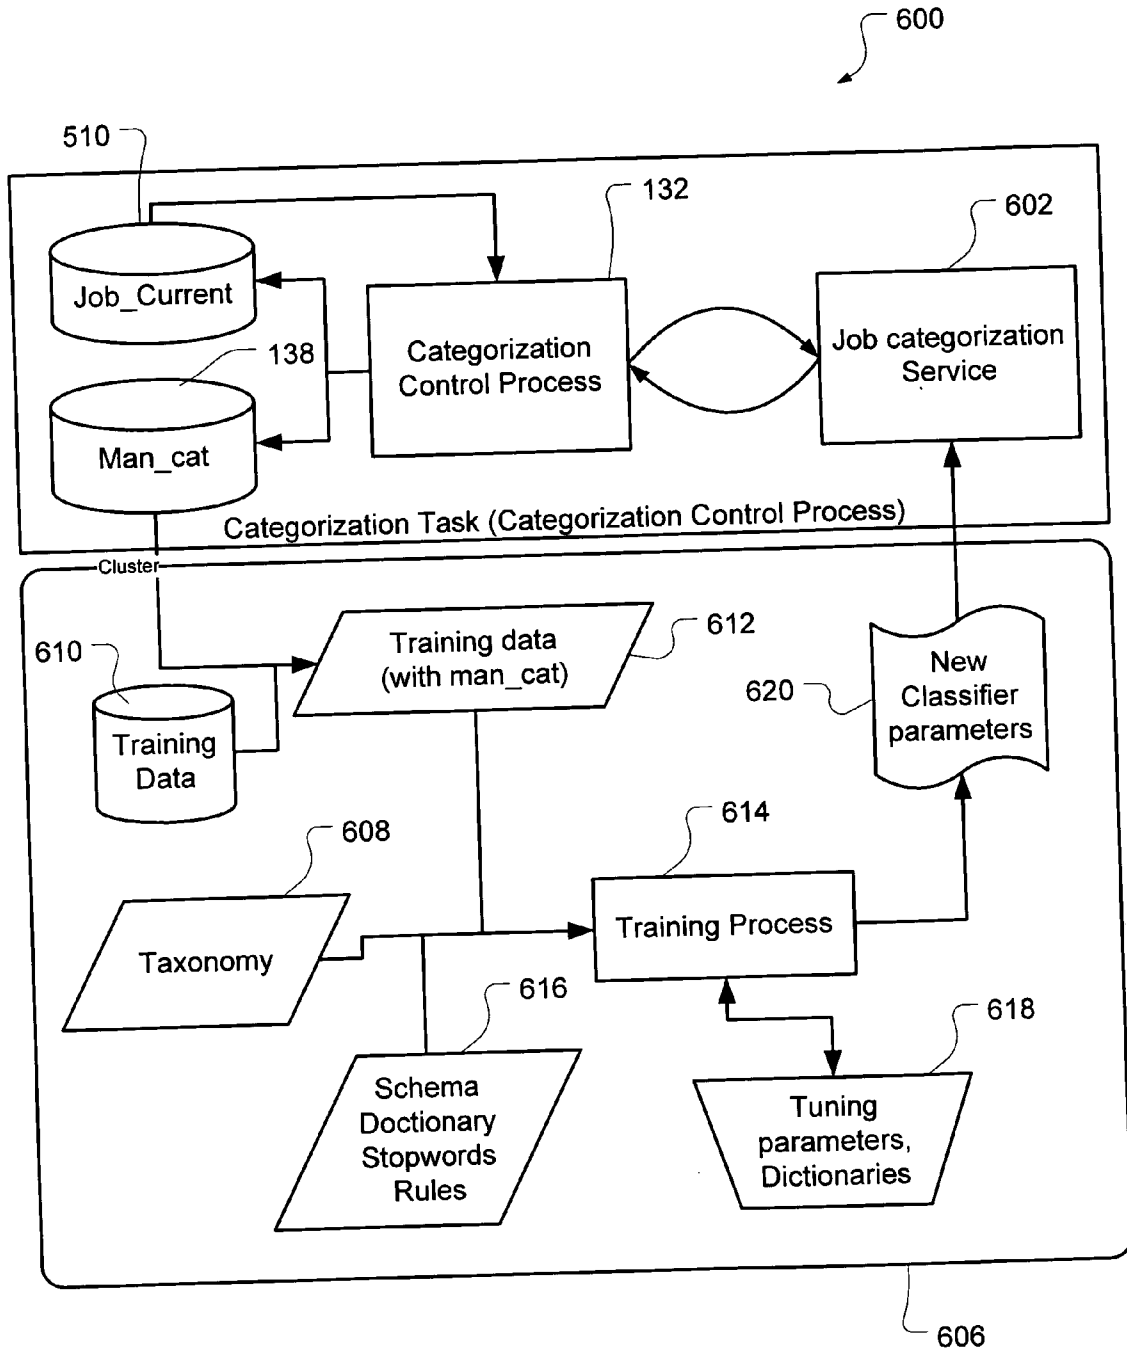 600
510
132
602
Job_Current
138
Categorization
Control Process
Job categorization
Service
Man_cat
Categorization Task (Categorization Control Process)
Cluster
610
Training data
(with man_cat)
612
New
Classifier
parameters
620
Training
Data
608
614
Taxonomy
Training Process
616
618
Schema
Doctionary
Stopwords
Rules
Tuning
parameters,
Dictionaries
606